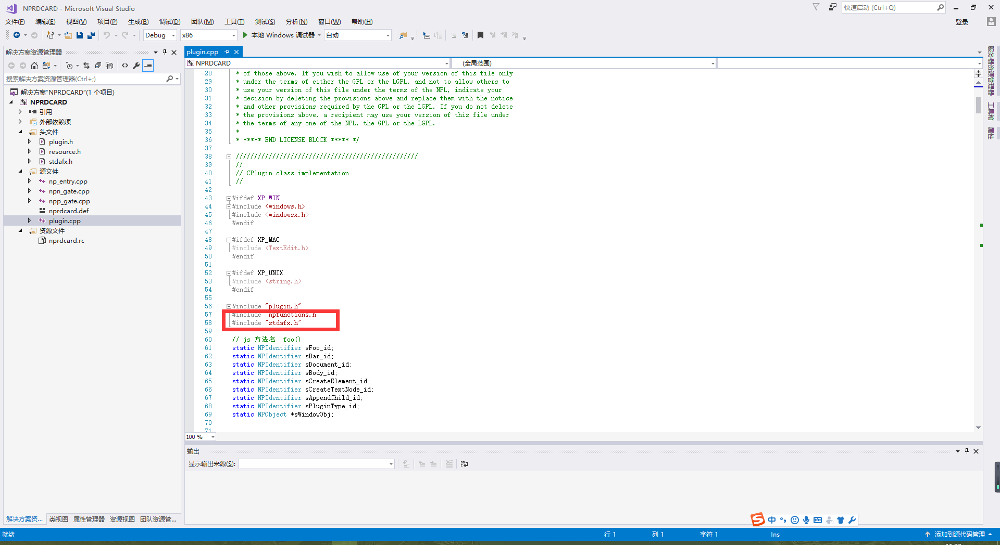 NPRDCARD - Microsoft Visual Studio
快速启动 (Ctrl+Q)
文件(F) 编辑(E) 视图(V) 项目(P) 生成(B) 调试(D) 团队(M) 工具(T) 测试(S) 分析(N) 窗口(W) 帮助(H)
登录
Debug x86 本地 Windows 调试器 自动
解决方案资源管理器
搜索解决方案资源管理器(Ctrl+;)
解决方案"NPRDCARD"(1 个项目)
NPRDCARD
引用
外部依赖项
头文件
plugin.h
resource.h
stdafx.h
源文件
np_entry.cpp
npn_gate.cpp
npp_gate.cpp
nprdcard.def
plugin.cpp
资源文件
nprdcard.rc
解决方案资... 类视图 属性管理器 资源视图 团队资源管...
plugin.cpp
NPRDCARD (全局范围)
28 * of those above. If you wish to allow use of your version of this file only
29 * under the terms of either the GPL or the LGPL, and not to allow others to
30 * use your version of this file under the terms of the NPL, indicate your
31 * decision by deleting the provisions above and replace them with the notice
32 * and other provisions required by the GPL or the LGPL. If you do not delete
33 * the provisions above, a recipient may use your version of this file under
34 * the terms of any one of the NPL, the GPL or the LGPL.
35 *
36 * ***** END LICENSE BLOCK ***** */
37
38 //////////////////////////////////////////////////
39 //
40 // CPlugin class implementation
41 //
42
43 #ifdef XP_WIN
44 #include <windows.h>
45 #include <windowsx.h>
46 #endif
47
48 #ifdef XP_MAC
49 #include <TextEdit.h>
50 #endif
51
52 #ifdef XP_UNIX
53 #include <string.h>
54 #endif
55
56 #include "plugin.h"
57 #include "npfunctions.h"
58 #include "stdafx.h"
59
60 // js 方法名 foo()
61 static NPIdentifier sFoo_id;
62 static NPIdentifier sBar_id;
63 static NPIdentifier sDocument_id;
64 static NPIdentifier sBody_id;
65 static NPIdentifier sCreateElement_id;
66 static NPIdentifier sCreateTextNode_id;
67 static NPIdentifier sAppendChild_id;
68 static NPIdentifier sPluginType_id;
69 static NPObject *sWindowObj;
70
71
100 %
输出
显示输出来源(S):
服务器资源管理器
工具箱
属性
中
就绪 行 1 列 1 字符 1 Ins 添加到源代码管理